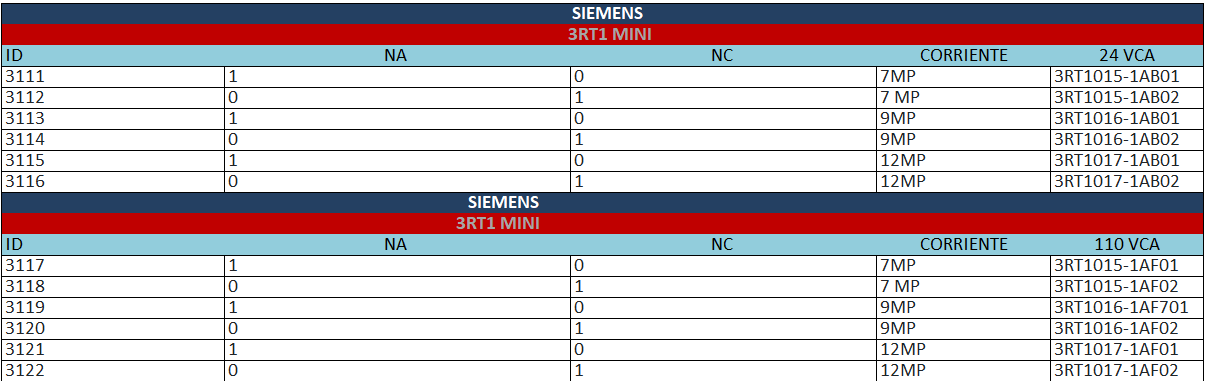 SIEMENS
3RT1 MINI
ID NA NC CORRIENTE 24 VCA
3111 1 0 7MP 3RT1015-1AB01
3112 0 1 7 MP 3RT1015-1AB02
3113 1 0 9MP 3RT1016-1AB01
3114 0 1 9MP 3RT1016-1AB02
3115 1 0 12MP 3RT1017-1AB01
3116 0 1 12MP 3RT1017-1AB02
SIEMENS
3RT1 MINI
ID NA NC CORRIENTE 110 VCA
3117 1 0 7MP 3RT1015-1AF01
3118 0 1 7 MP 3RT1015-1AF02
3119 1 0 9MP 3RT1016-1AF701
3120 0 1 9MP 3RT1016-1AF02
3121 1 0 12MP 3RT1017-1AF01
3122 0 1 12MP 3RT1017-1AF02